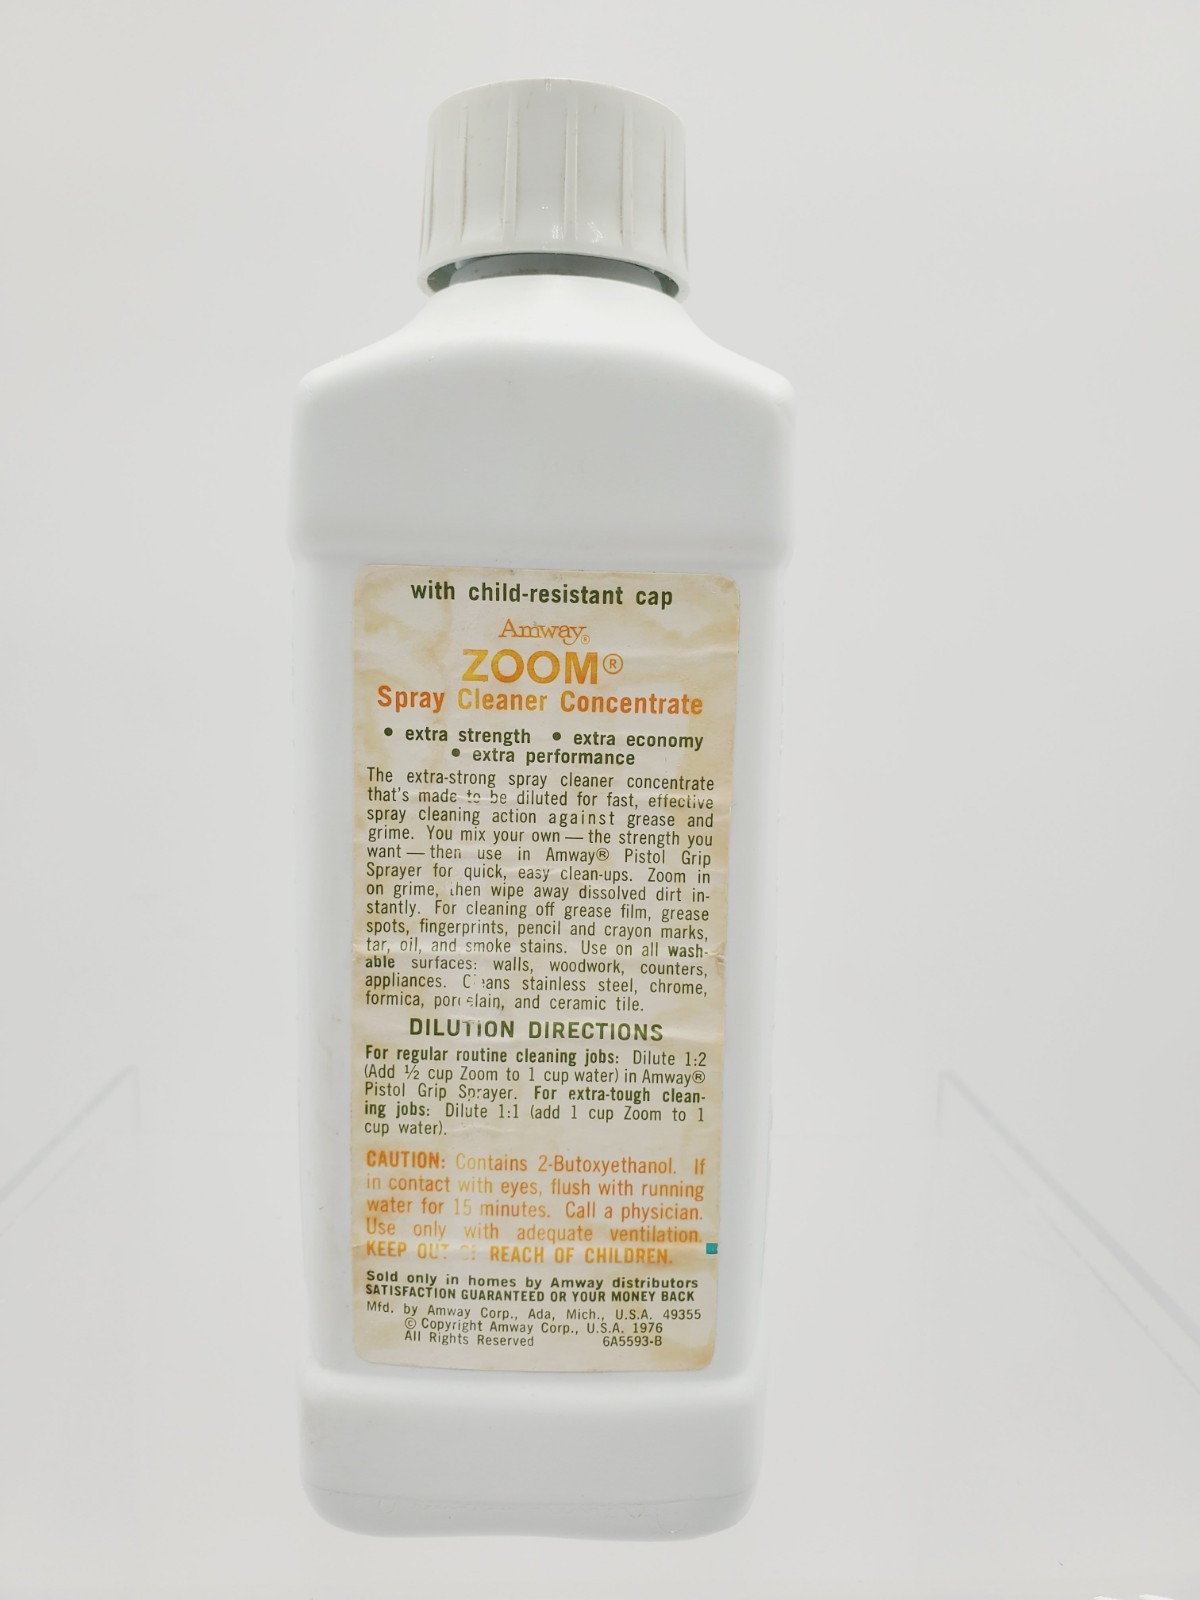 with child-resistant cap
Amway®
ZOOM®
Spray Cleaner Concentrate
• extra strength • extra economy
• extra performance
The extra-strong spray cleaner concentrate
that's made to be diluted for fast, effective
spray cleaning action against grease and
grime. You mix your own — the strength you
want — then use in Amway® Pistol Grip
Sprayer for quick, easy clean-ups. Zoom in
on grime, then wipe away dissolved dirt in-
stantly. For cleaning off grease film, grease
spots, fingerprints, pencil and crayon marks,
tar, oil, and smoke stains. Use on all wash-
able surfaces: walls, woodwork, counters,
appliances. Cleans stainless steel, chrome,
formica, porcelain, and ceramic tile.
DILUTION DIRECTIONS
For regular routine cleaning jobs: Dilute 1:2
(Add ½ cup Zoom to 1 cup water) in Amway®
Pistol Grip Sprayer. For extra-tough clean-
ing jobs: Dilute 1:1 (add 1 cup Zoom to 1
cup water).
CAUTION: Contains 2-Butoxyethanol. If
in contact with eyes, flush with running
water for 15 minutes. Call a physician.
Use only with adequate ventilation.
KEEP OUT OF REACH OF CHILDREN.
Sold only in homes by Amway distributors
SATISFACTION GUARANTEED OR YOUR MONEY BACK
Mfd. by Amway Corp., Ada, Mich., U.S.A. 49355
© Copyright Amway Corp., U.S.A. 1976
All Rights Reserved 6A5593-B